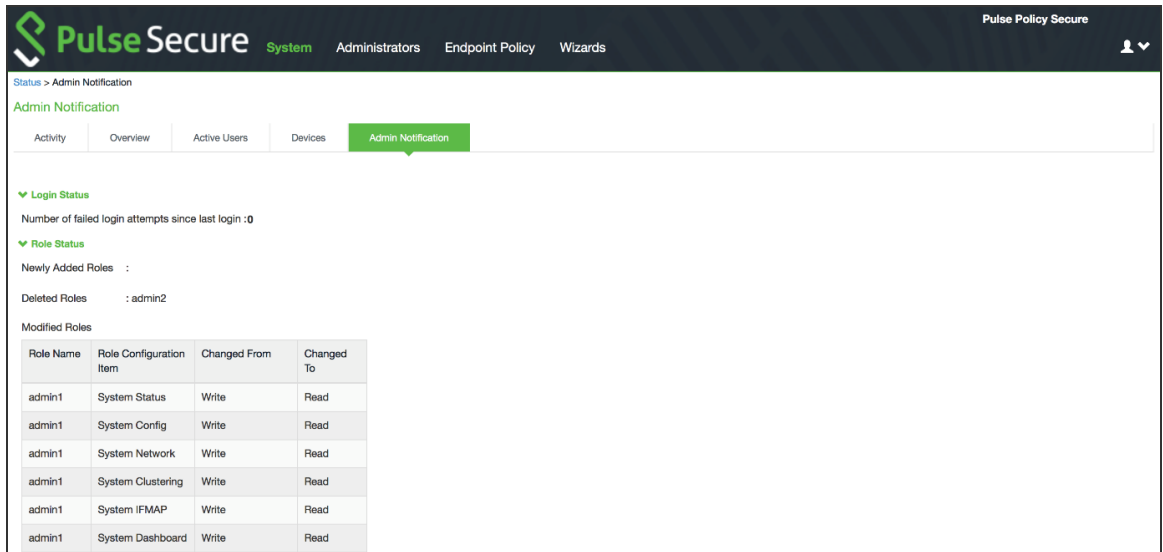 Pulse Policy Secure
Pulse Secure System Administrators Endpoint Policy Wizards
Status > Admin Notification
Admin Notification
Activity Overview Active Users Devices Admin Notification
Login Status
Number of failed login attempts since last login :0
Role Status
Newly Added Roles :
Deleted Roles : admin2
Modified Roles
Role Name Role Configuration Item Changed From Changed To
admin1 System Status Write Read
admin1 System Config Write Read
admin1 System Network Write Read
admin1 System Clustering Write Read
admin1 System IFMAP Write Read
admin1 System Dashboard Write Read